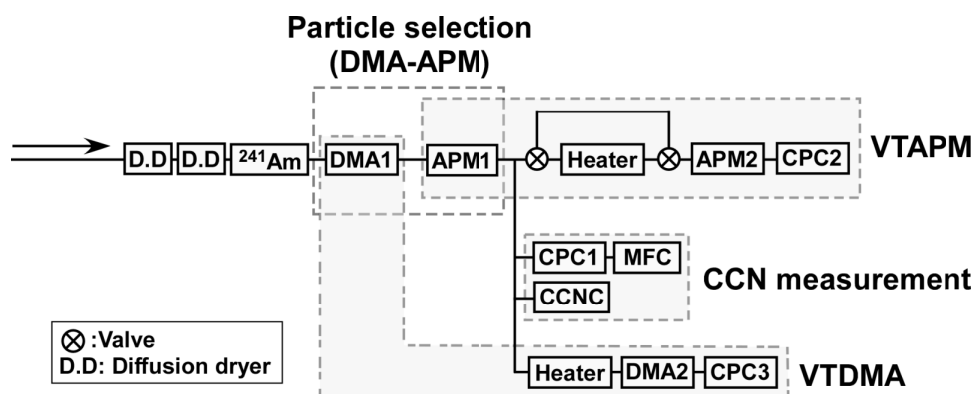 Particle selection
(DMA-APM)
D.D D.D ²⁴¹Am DMA1 APM1 Heater APM2 CPC2 VTAPM
CPC1 MFC
CCN measurement
CCNC
⊗:Valve
D.D: Diffusion dryer
Heater DMA2 CPC3 VTDMA